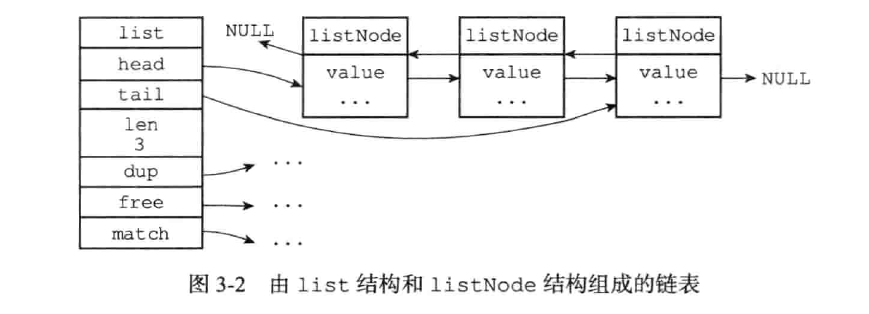 list
head
tail
len
3
dup
free
match
NULL
listNode
value
...
listNode
value
...
listNode
value
...
NULL
...
...
...
图 3-2 由 list 结构和 listNode 结构组成的链表